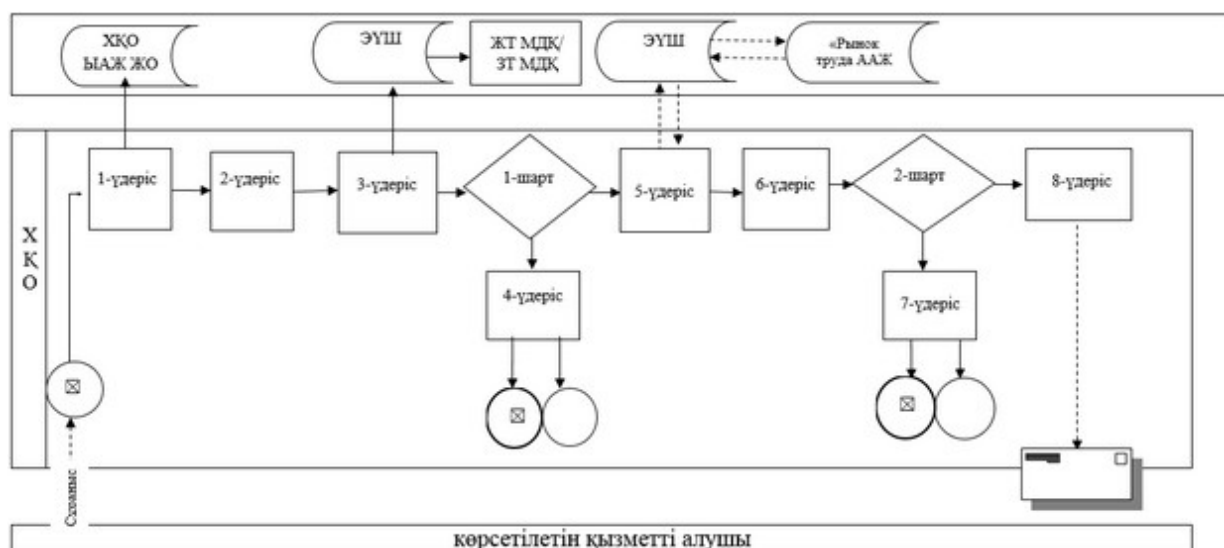 ХҚО
ЫАЖ ЖО
ЭҮШ
ЖТ МДҚ/
ЗТ МДҚ
ЭҮШ
«Рынок
труда ААЖ
1-үдеріс
2-үдеріс
3-үдеріс
1-шарт
5-үдеріс
6-үдеріс
2-шарт
8-үдеріс
Х
Қ
О
4-үдеріс
7-үдеріс
көрсетілетін қызметті алушы